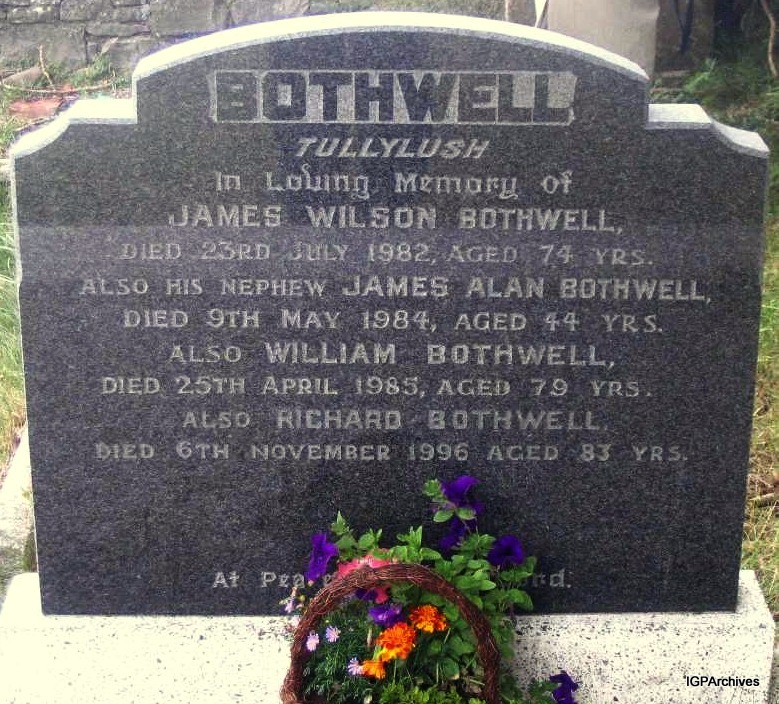 BOTHWELL
TULLYLUSH
In Loving Memory of
JAMES WILSON BOTHWELL,
DIED 23RD JULY 1982, AGED 74 YRS.
ALSO HIS NEPHEW JAMES ALAN BOTHWELL,
DIED 9TH MAY 1984, AGED 44 YRS.
ALSO WILLIAM BOTHWELL,
DIED 25TH APRIL 1985, AGED 79 YRS.
ALSO RICHARD BOTHWELL,
DIED 6TH NOVEMBER 1996 AGED 83 YRS.
At
IGPArchives